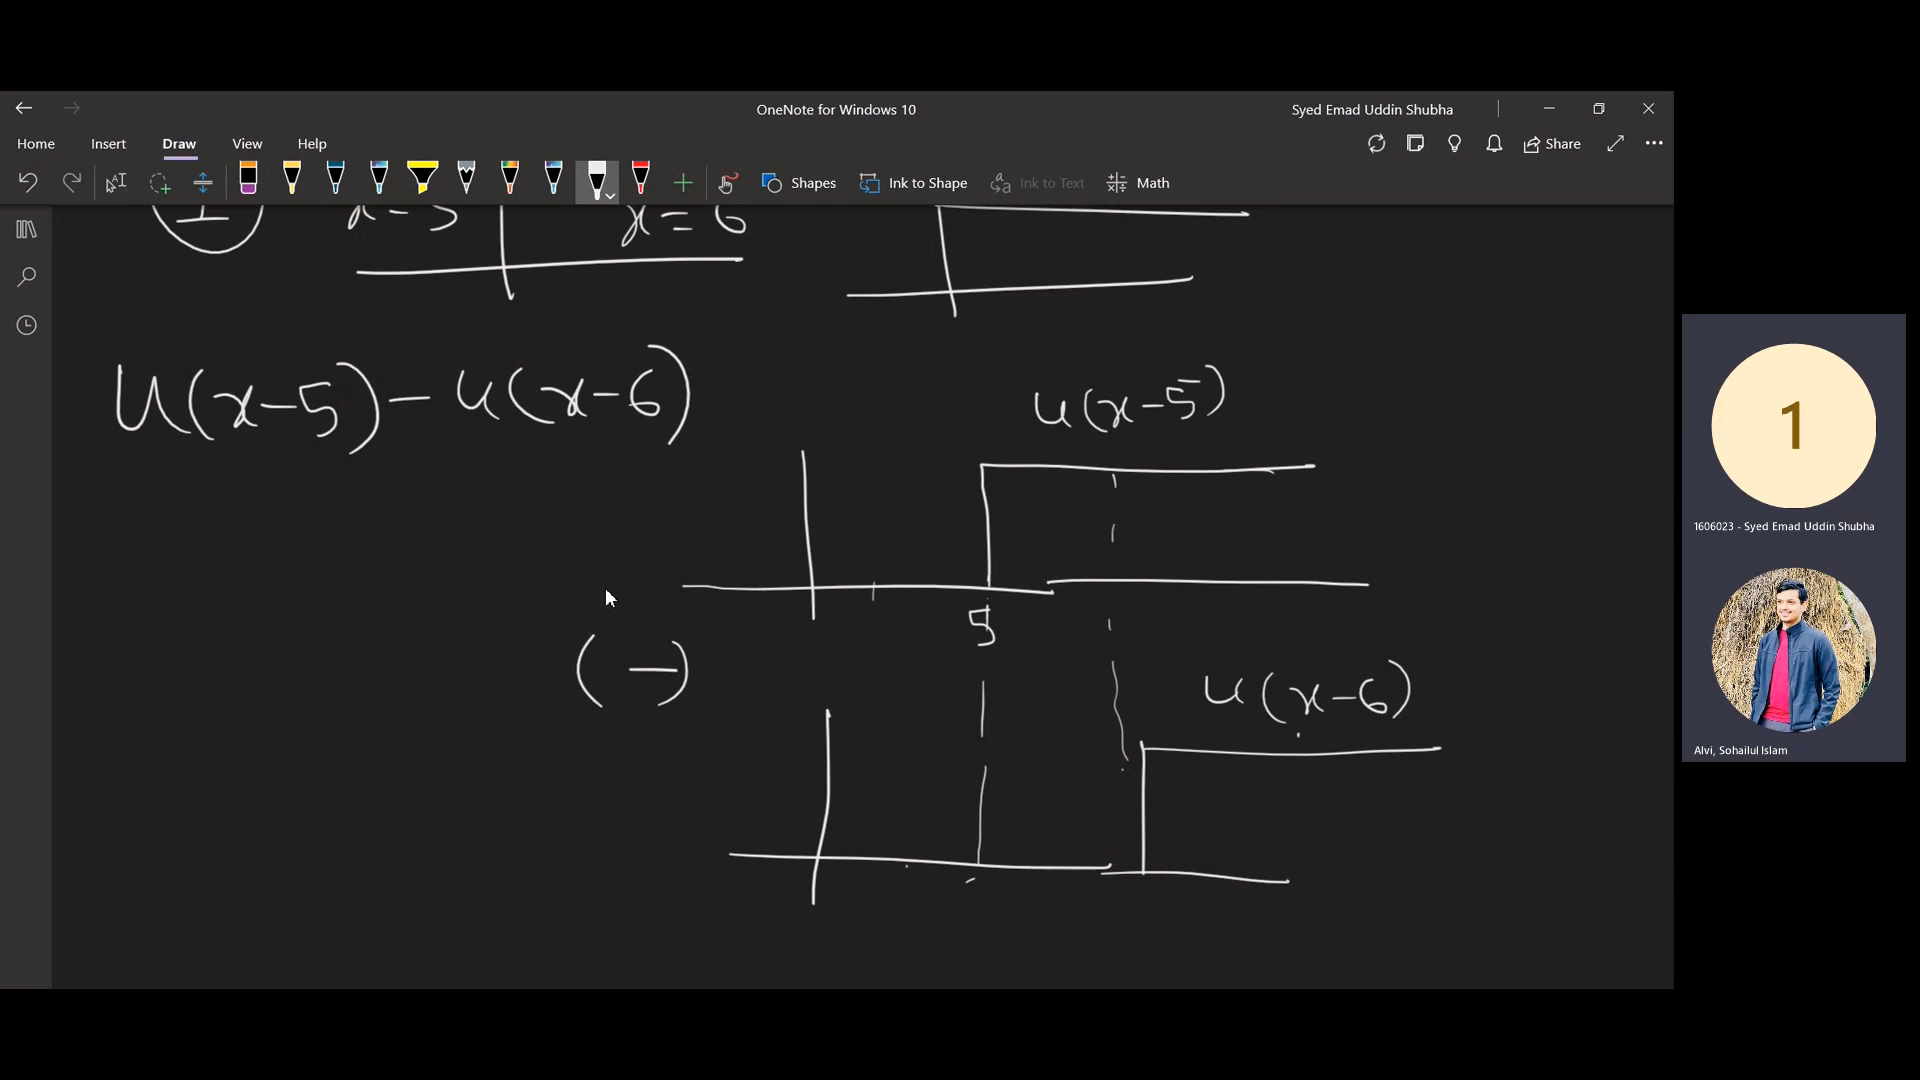 OneNote for Windows 10
Syed Emad Uddin Shubha
Home Insert Draw View Help
Share
Shapes Ink to Shape Ink to Text Math
x = 6
U(x-5) - u(x-6)
u(x-5)
5
(-)
u(x-6)
1
1606023 - Syed Emad Uddin Shubha
Alvi, Sohailul Islam